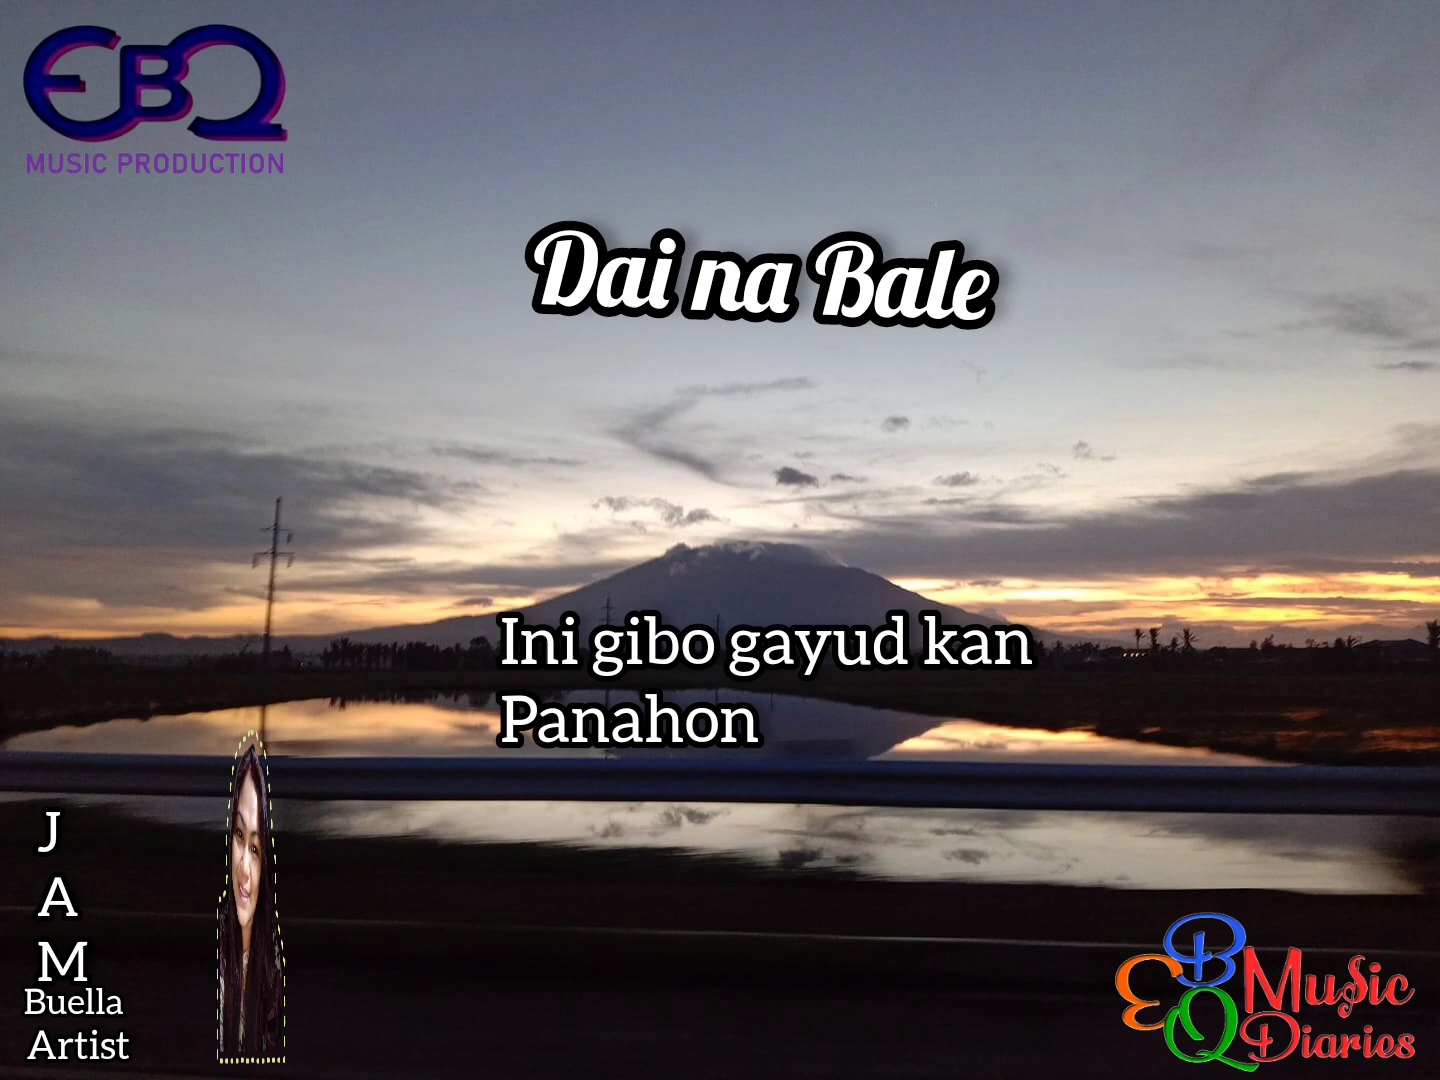 EBQ
MUSIC PRODUCTION
Dai na Bale
Ini gibo gayud kan
Panahon
J
A
M
Buella
Artist
EBQ Music
Diaries